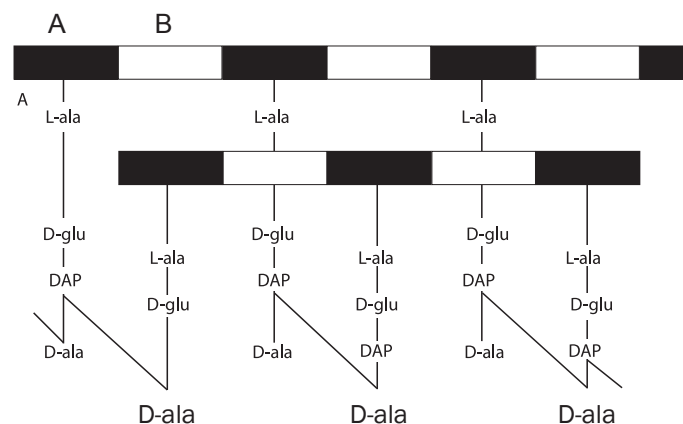 A B
A
L-ala L-ala L-ala
D-glu D-glu D-glu
L-ala L-ala L-ala
DAP DAP DAP
D-glu D-glu D-glu
D-ala D-ala DAP D-ala DAP
D-ala D-ala D-ala